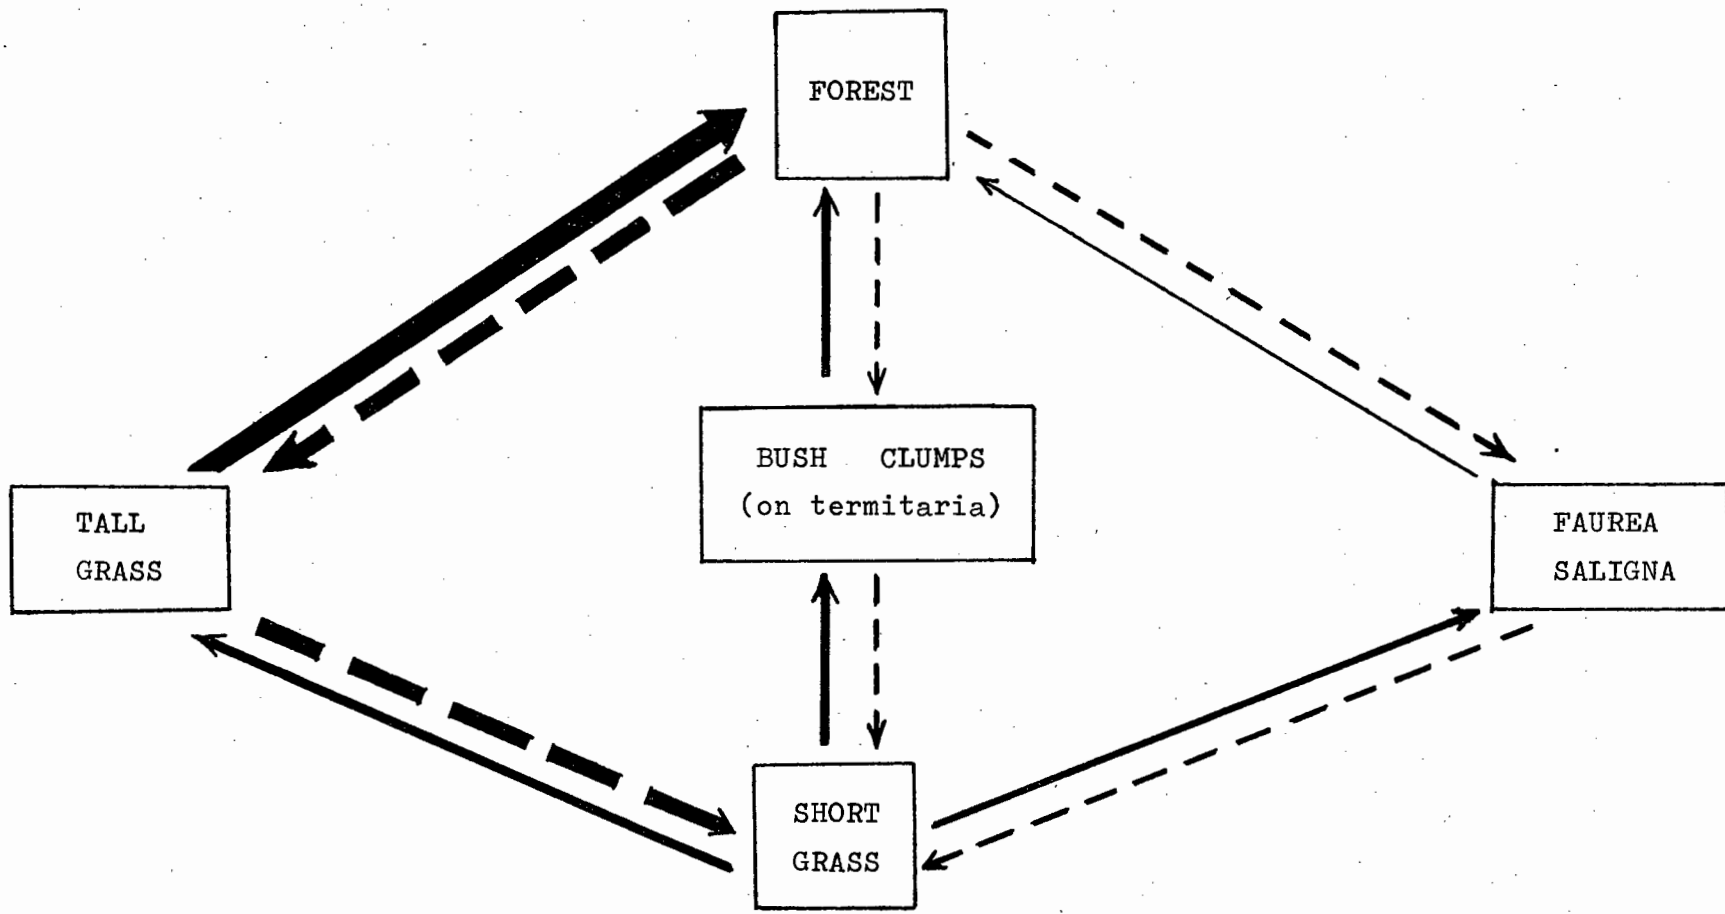 FOREST
BUSH CLUMPS
(on termitaria)
TALL
GRASS
FAUREA
SALIGNA
SHORT
GRASS